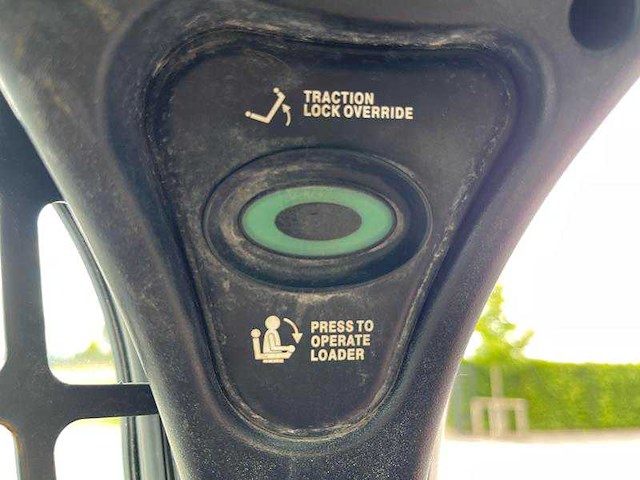 TRACTION
LOCK OVERRIDE
PRESS TO
OPERATE
LOADER